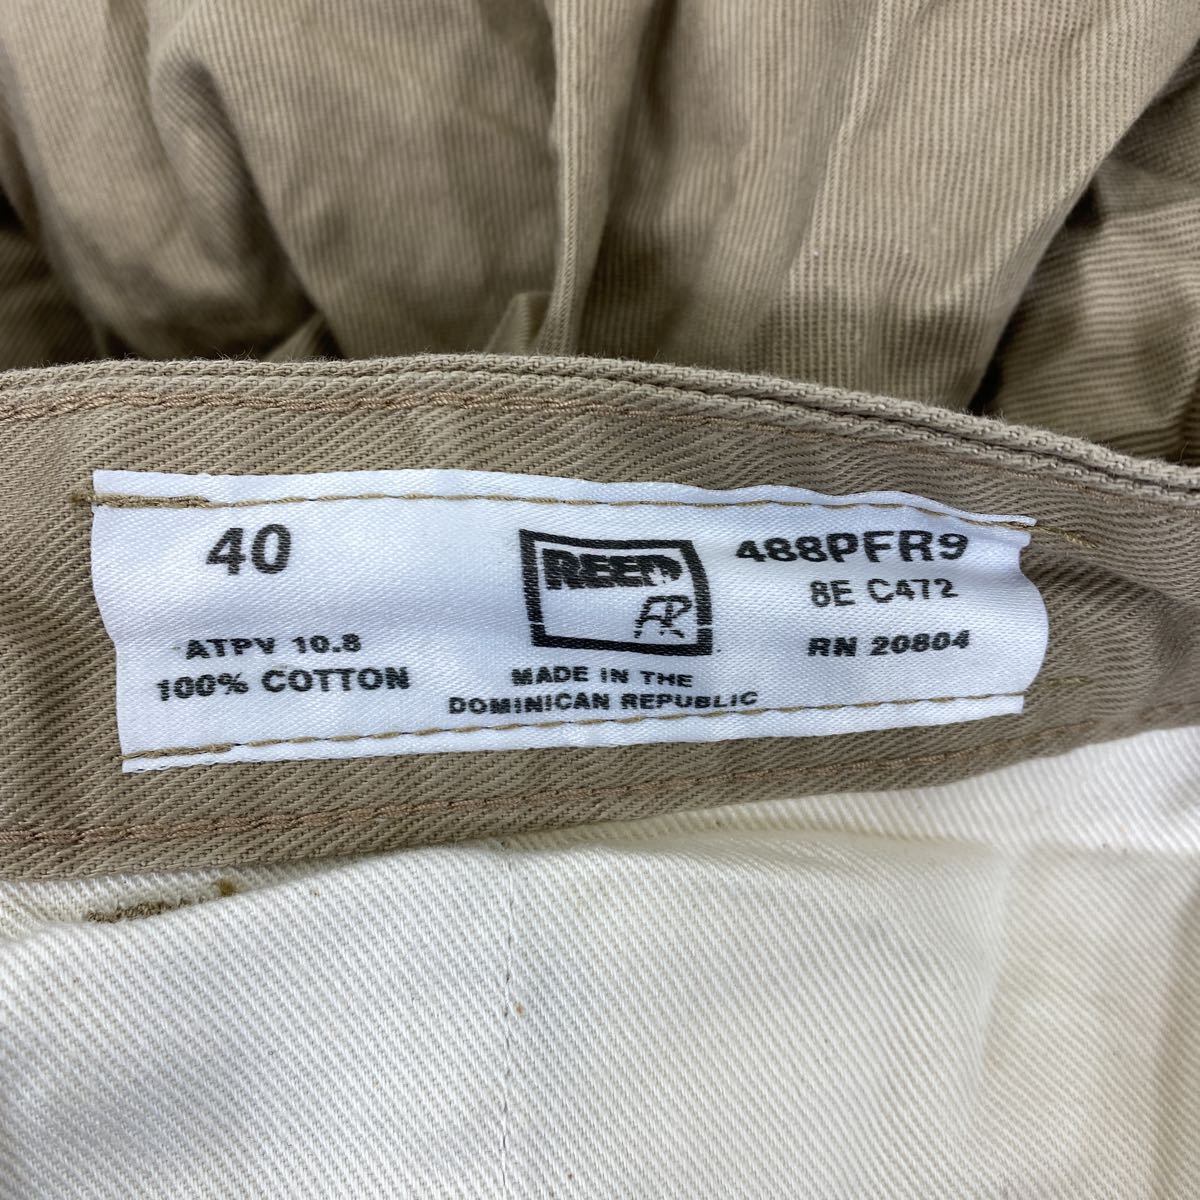 40
ATPV 10.8
100% COTTON
REED
FR
MADE IN THE
DOMINICAN REPUBLIC
488PFR9
8E C472
RN 20804